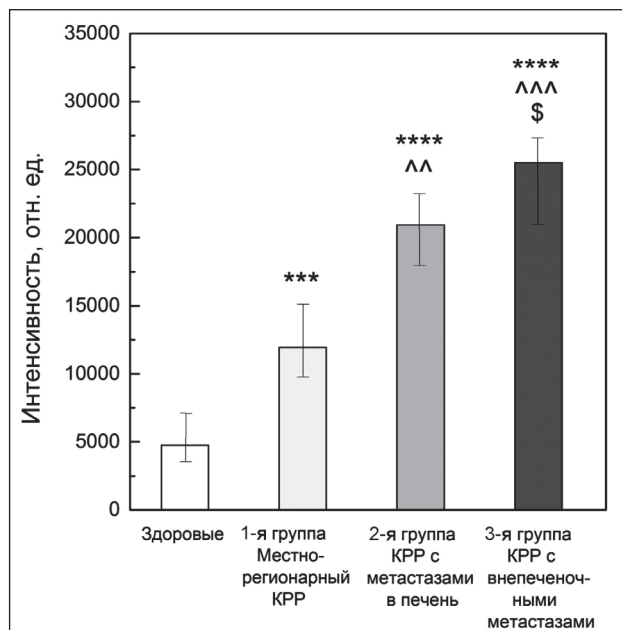 Интенсивность, отн. ед.
35000
30000
25000
20000
15000
10000
5000
0
***
****
^^
****
^^^
$
Здоровые
1-я группа
Местно-
регионарный
КРР
2-я группа
КРР с
метастазами
в печень
3-я группа
КРР с
внепеченоч-
ными
метастазами